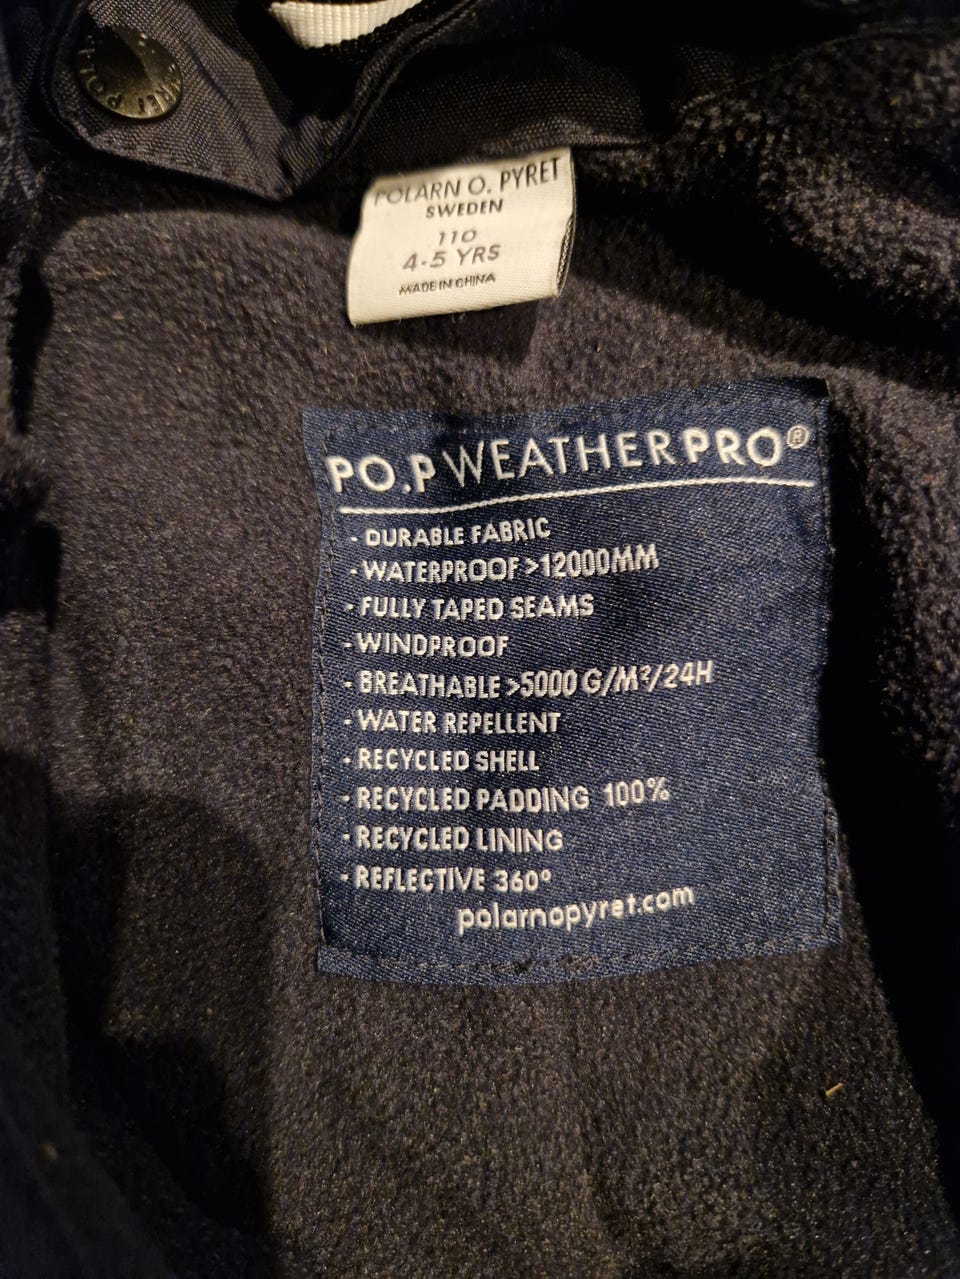 POLARN O. PYRET
SWEDEN
110
4-5 YRS
MADE IN CHINA
PO.P WEATHERPRO®
- DURABLE FABRIC
- WATERPROOF >12000MM
- FULLY TAPED SEAMS
- WINDPROOF
- BREATHABLE >5000 G/M²/24H
- WATER REPELLENT
- RECYCLED SHELL
- RECYCLED PADDING 100%
- RECYCLED LINING
- REFLECTIVE 360°
polarnopyret.com